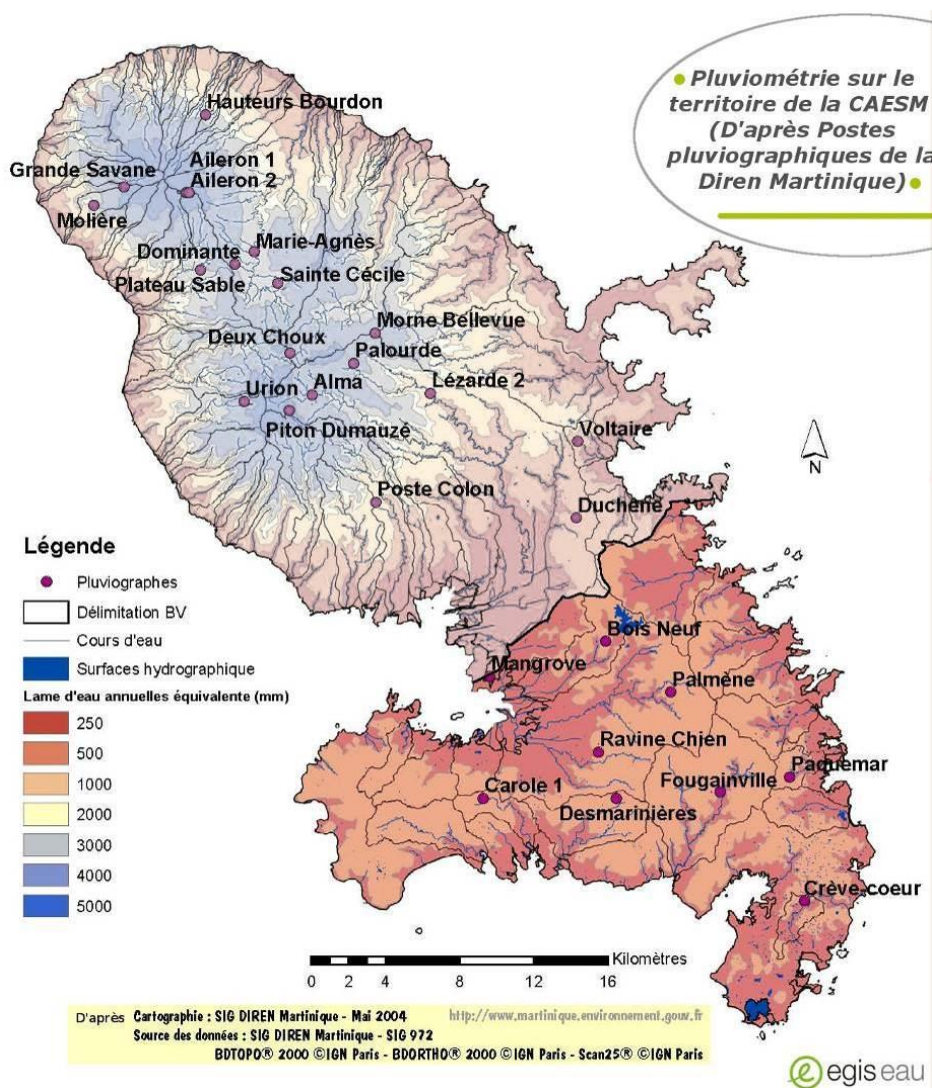 • Pluviométrie sur le
territoire de la CAESM
(D'après Postes
pluviographiques de la
Diren Martinique) •
Hauteurs Bourdon
Aileron 1
Grande Savane
Aileron 2
Molière
Marie-Agnès
Dominante
Sainte Cécile
Plateau Sable
Morne Bellevue
Deux Choux
Palourde
Urion
Alma
Lézarde 2
Piton Dumauzé
Voltaire
N
Poste Colon
Duchène
Légende
Pluviographes
Délimitation BV
Cours d'eau
Surfaces hydrographique
Lame d'eau annuelles équivalente (mm)
250
500
1000
2000
3000
4000
5000
Bois Neuf
Mangrove
Palmène
Ravine Chien
Paquemar
Fougainville
Carole 1
Desmarinières
Crève-coeur
Kilomètres
0 2 4 8 12 16
D'après Cartographie : SIG DIREN Martinique - Mai 2004 http://www.martinique.environnement.gouv.fr
Source des données : SIG DIREN Martinique - SIG 972
BDTOPO® 2000 ©IGN Paris - BDORTHO® 2000 ©IGN Paris - Scan25® ©IGN Paris
egis eau